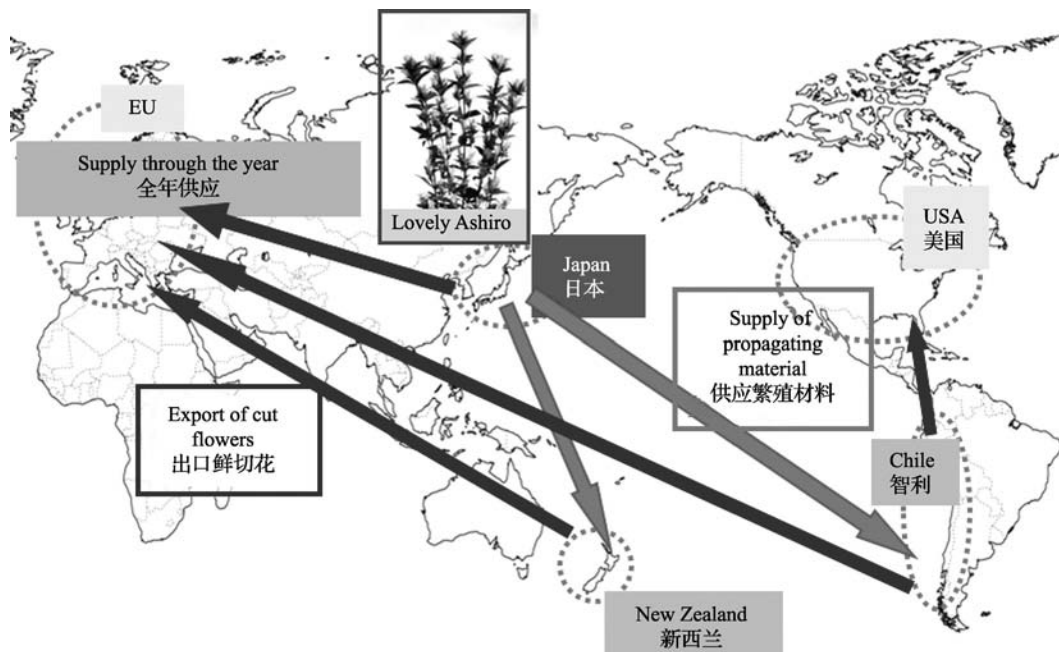 EU
Supply through the year
全年供应
Lovely Ashiro
Japan
日本
USA
美国
Supply of
propagating
material
供应繁殖材料
Export of cut
flowers
出口鲜切花
Chile
智利
New Zealand
新西兰